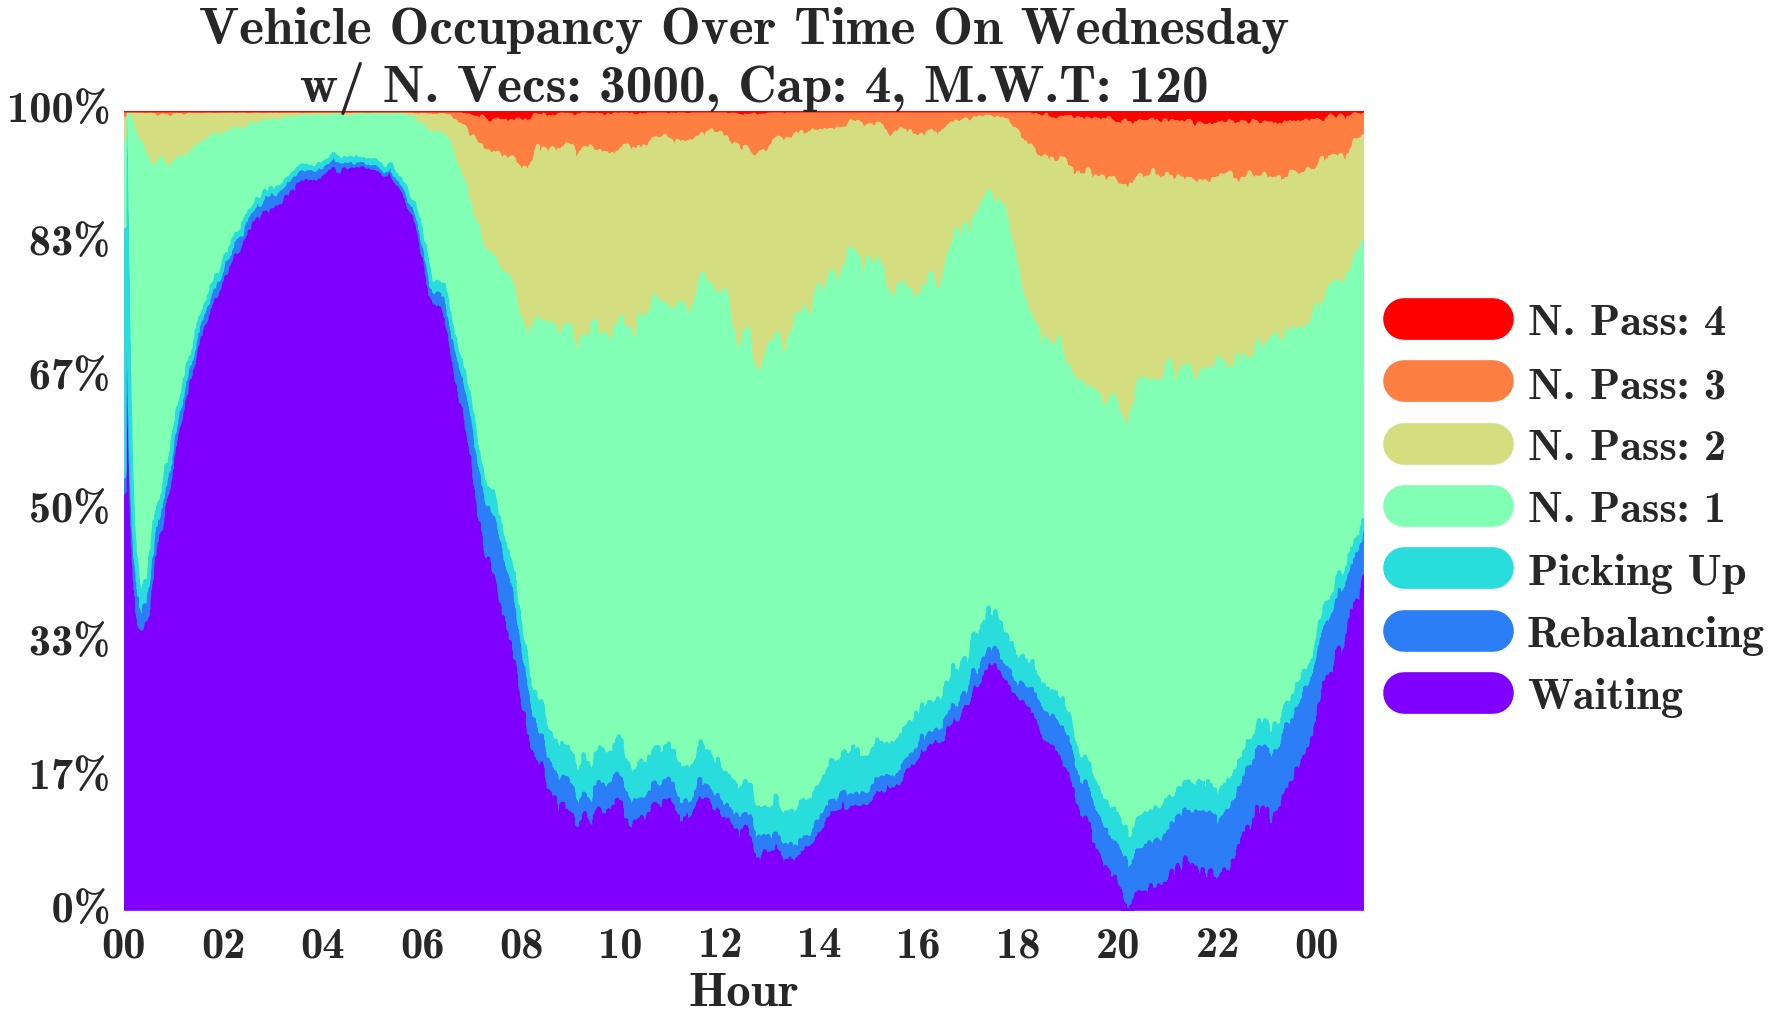 Vehicle Occupancy Over Time On Wednesday
w/ N. Vecs: 3000, Cap: 4, M.W.T: 120
100%
83%
67%
50%
33%
17%
0%
00 02 04 06 08 10 12 14 16 18 20 22 00
Hour
N. Pass: 4
N. Pass: 3
N. Pass: 2
N. Pass: 1
Picking Up
Rebalancing
Waiting